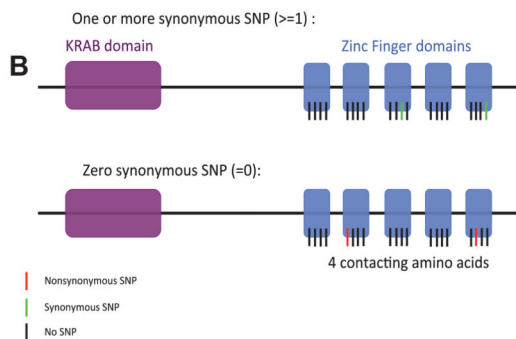 One or more synonymous SNP (>=1) :
KRAB domain
Zinc Finger domains
B
Zero synonymous SNP (=0):
4 contacting amino acids
Nonsynonymous SNP
Synonymous SNP
No SNP